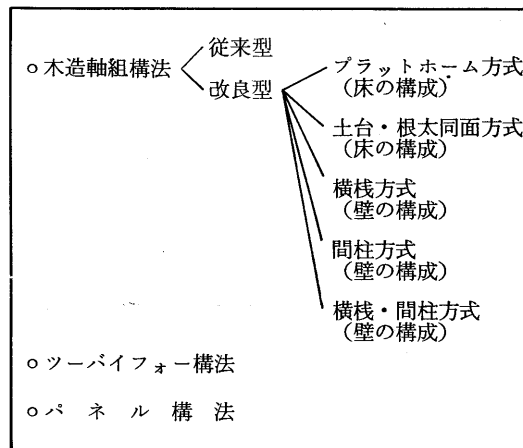 従来型
○木造軸組構法
改良型
プラットホーム方式
(床の構成)
土台・根太同面方式
(床の構成)
横桟方式
(壁の構成)
間柱方式
(壁の構成)
横桟・間柱方式
(壁の構成)
○ツーバイフォー構法
○パネル構法